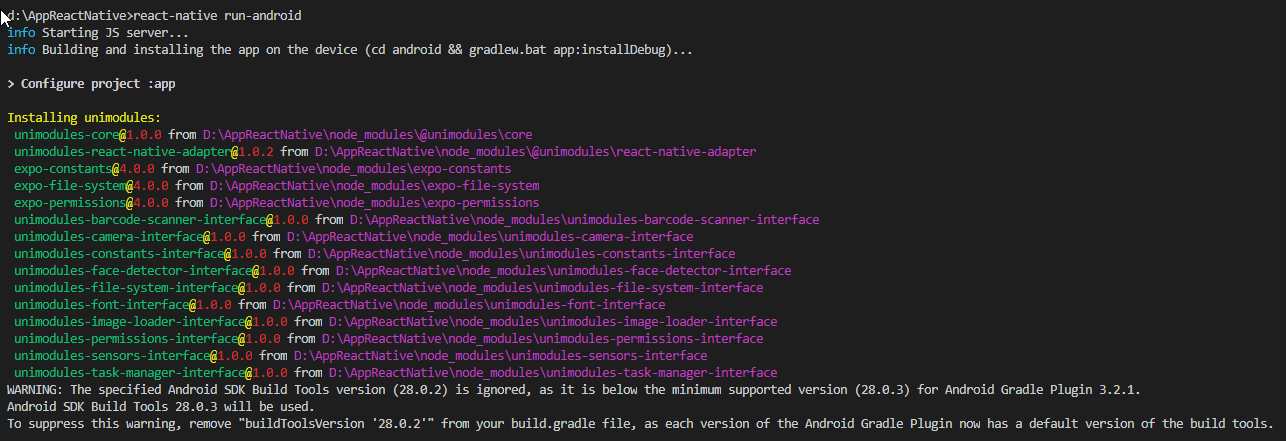 d:\AppReactNative>react-native run-android
info Starting JS server...
info Building and installing the app on the device (cd android && gradlew.bat app:installDebug)...
> Configure project :app
Installing unimodules:
unimodules-core@1.0.0 from D:\AppReactNative\node_modules\@unimodules\core
unimodules-react-native-adapter@1.0.2 from D:\AppReactNative\node_modules\@unimodules\react-native-adapter
expo-constants@4.0.0 from D:\AppReactNative\node_modules\expo-constants
expo-file-system@4.0.0 from D:\AppReactNative\node_modules\expo-file-system
expo-permissions@4.0.0 from D:\AppReactNative\node_modules\expo-permissions
unimodules-barcode-scanner-interface@1.0.0 from D:\AppReactNative\node_modules\unimodules-barcode-scanner-interface
unimodules-camera-interface@1.0.0 from D:\AppReactNative\node_modules\unimodules-camera-interface
unimodules-constants-interface@1.0.0 from D:\AppReactNative\node_modules\unimodules-constants-interface
unimodules-face-detector-interface@1.0.0 from D:\AppReactNative\node_modules\unimodules-face-detector-interface
unimodules-file-system-interface@1.0.0 from D:\AppReactNative\node_modules\unimodules-file-system-interface
unimodules-font-interface@1.0.0 from D:\AppReactNative\node_modules\unimodules-font-interface
unimodules-image-loader-interface@1.0.0 from D:\AppReactNative\node_modules\unimodules-image-loader-interface
unimodules-permissions-interface@1.0.0 from D:\AppReactNative\node_modules\unimodules-permissions-interface
unimodules-sensors-interface@1.0.0 from D:\AppReactNative\node_modules\unimodules-sensors-interface
unimodules-task-manager-interface@1.0.0 from D:\AppReactNative\node_modules\unimodules-task-manager-interface
WARNING: The specified Android SDK Build Tools version (28.0.2) is ignored, as it is below the minimum supported version (28.0.3) for Android Gradle Plugin 3.2.1.
Android SDK Build Tools 28.0.3 will be used.
To suppress this warning, remove "buildToolsVersion '28.0.2'" from your build.gradle file, as each version of the Android Gradle Plugin now has a default version of the build tools.